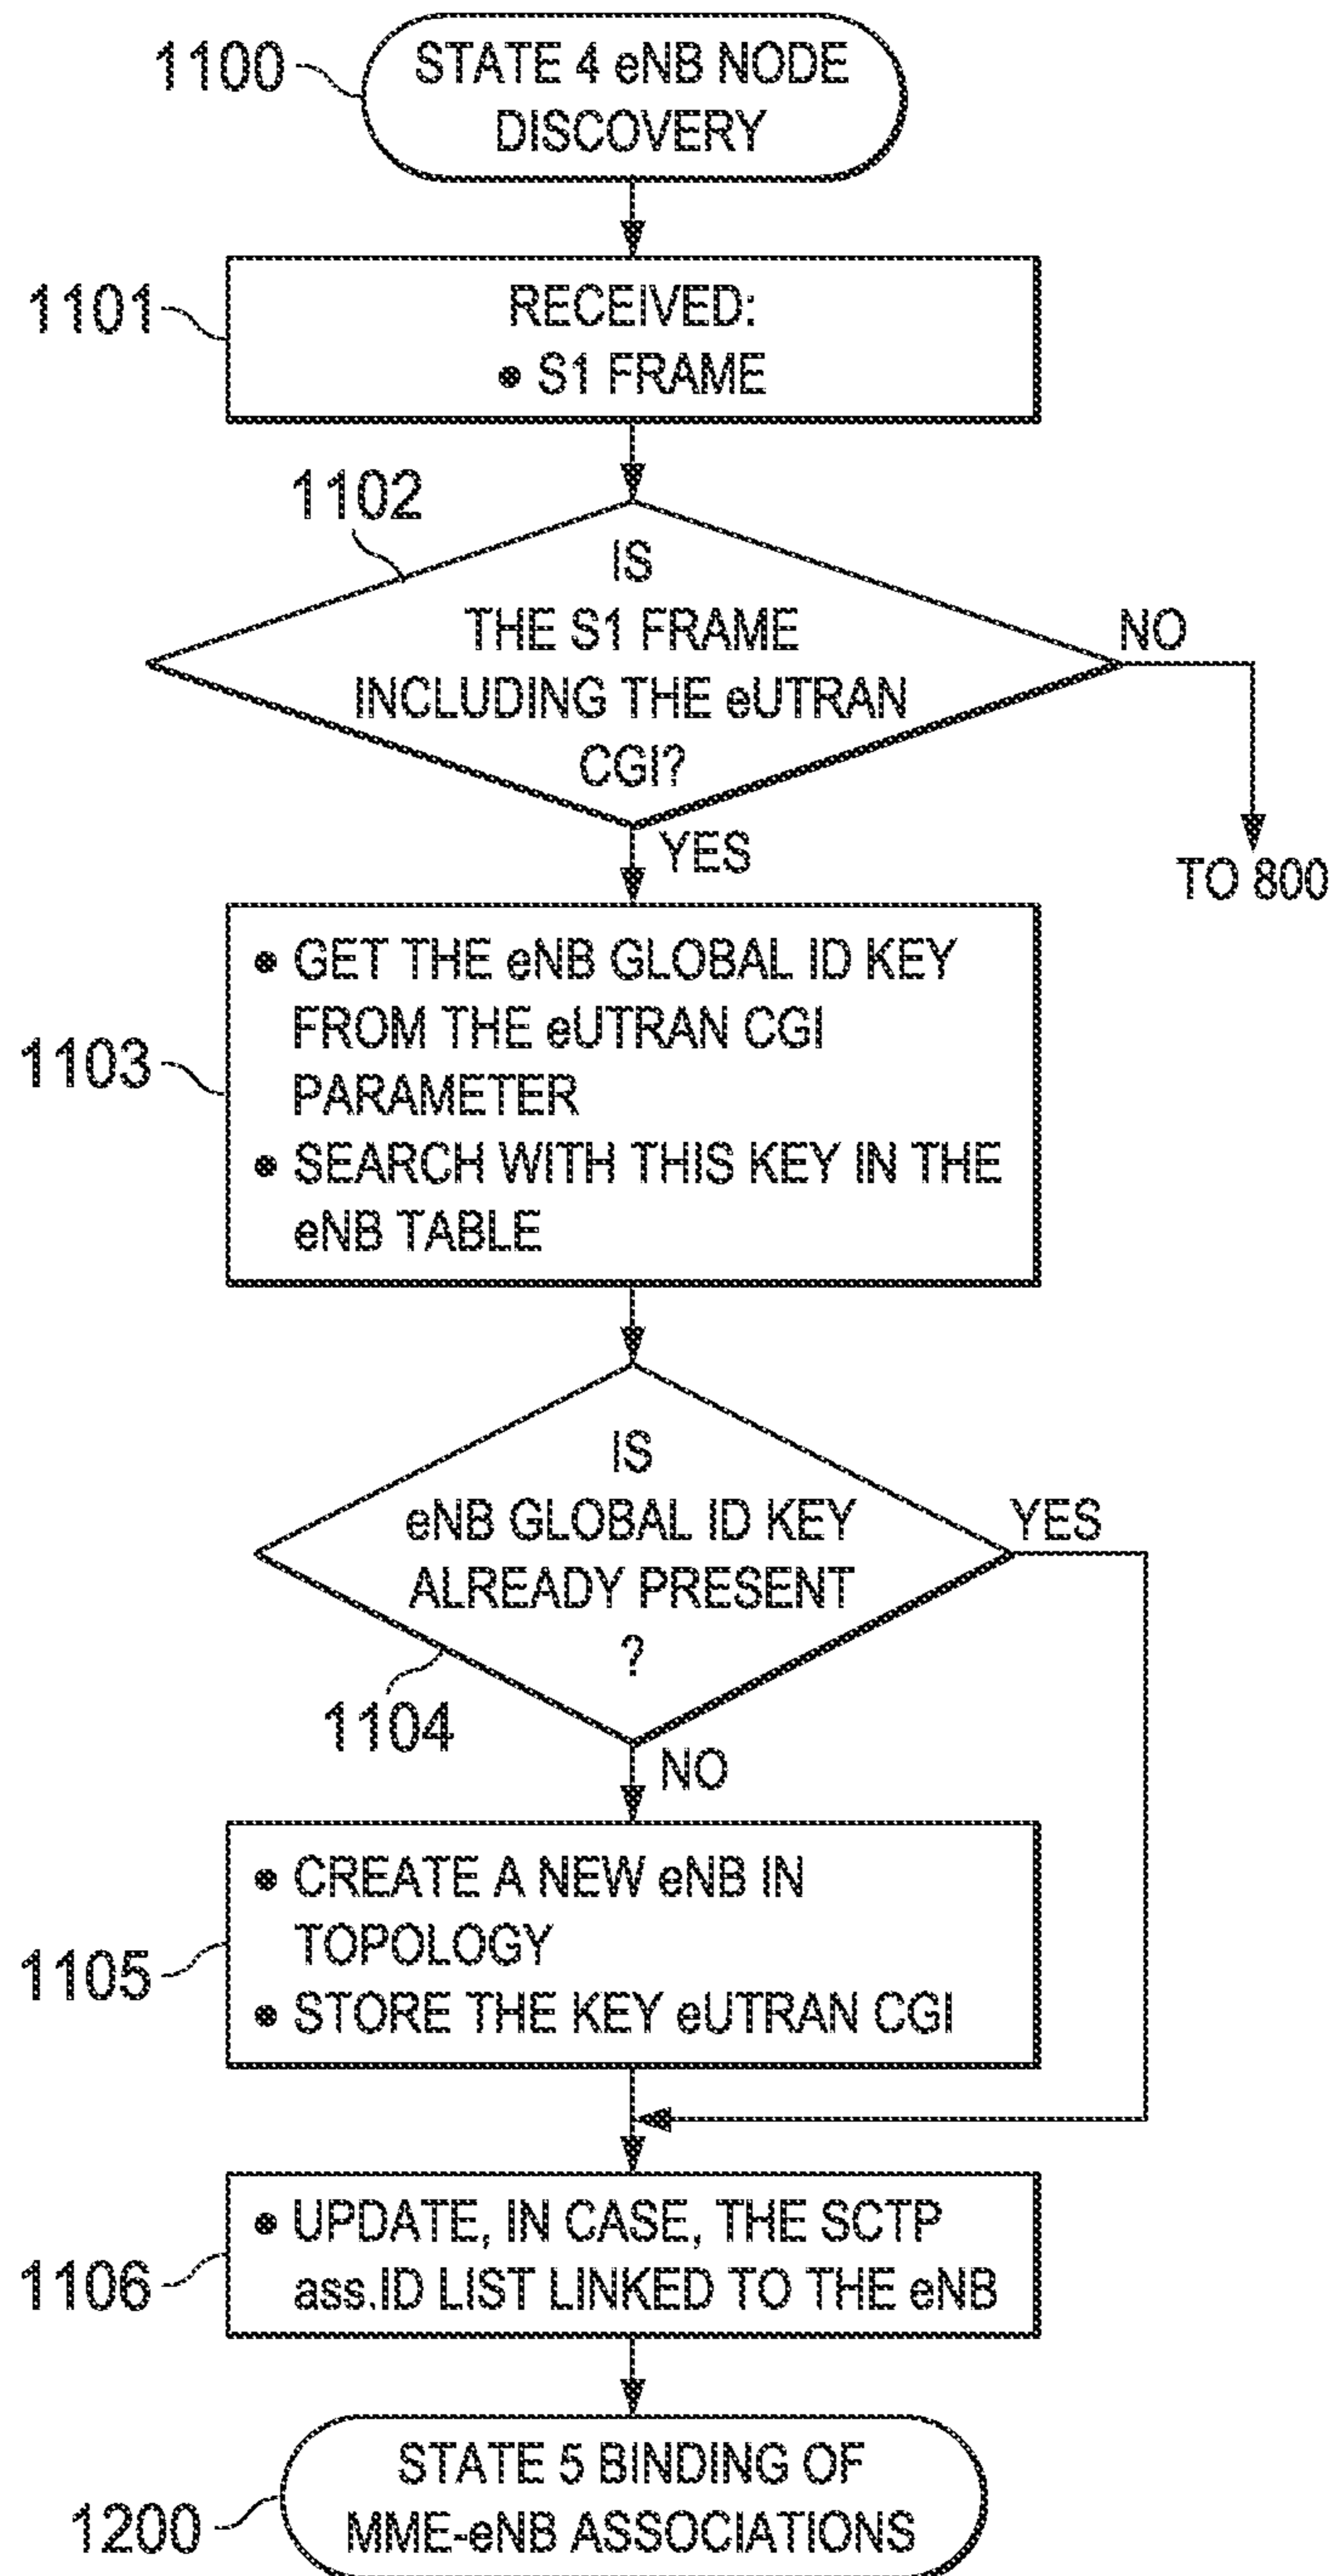 1100
STATE 4 eNB NODE
DISCOVERY
1101
RECEIVED:
• S1 FRAME
1102
IS
THE S1 FRAME
INCLUDING THE eUTRAN
CGI?
NO
TO 800
YES
1103
• GET THE eNB GLOBAL ID KEY
FROM THE eUTRAN CGI
PARAMETER
• SEARCH WITH THIS KEY IN THE
eNB TABLE
IS
eNB GLOBAL ID KEY
ALREADY PRESENT
?
YES
1104
NO
1105
• CREATE A NEW eNB IN
TOPOLOGY
• STORE THE KEY eUTRAN CGI
1106
• UPDATE, IN CASE, THE SCTP
ass.ID LIST LINKED TO THE eNB
1200
STATE 5 BINDING OF
MME-eNB ASSOCIATIONS